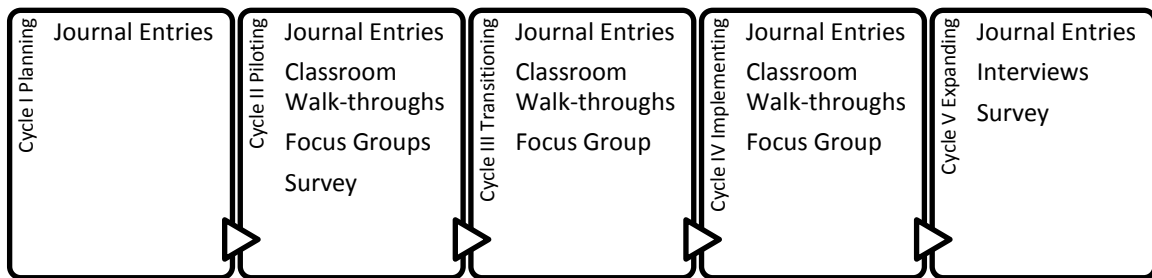 Cycle I Planning
Journal Entries
Cycle II Piloting
Journal Entries
Classroom
Walk-throughs
Focus Groups
Survey
Cycle III Transitioning
Journal Entries
Classroom
Walk-throughs
Focus Group
Cycle IV Implementing
Journal Entries
Classroom
Walk-throughs
Focus Group
Cycle V Expanding
Journal Entries
Interviews
Survey